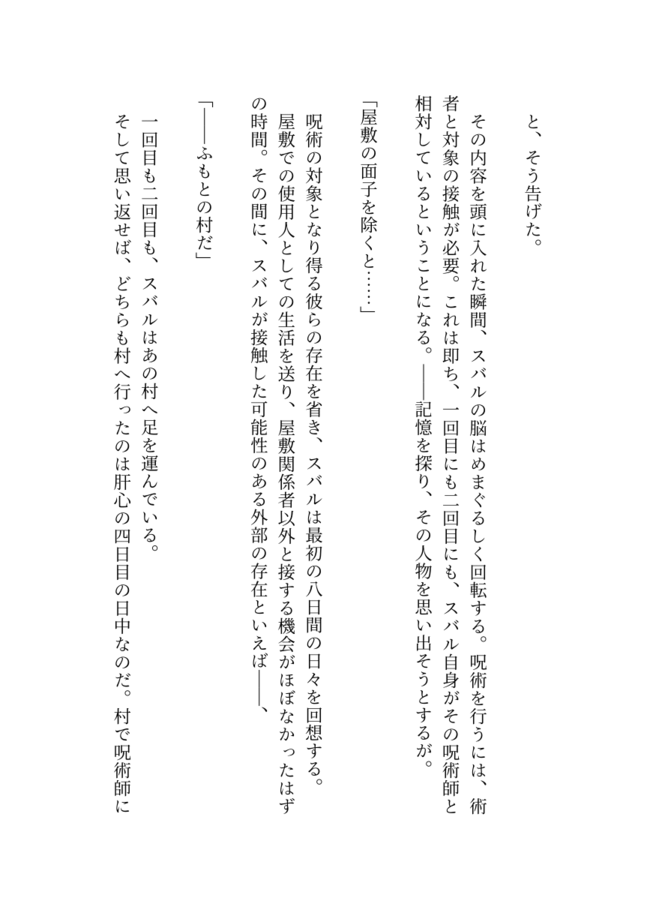 と、そう告げた。
その内容を頭に入れた瞬間、スバルの脳はめまぐるしく回転する。呪術を行うには、術
者と対象の接触が必要。これは即ち、一回目にも二回目にも、スバル自身がその呪術師と
相対しているということになる。――記憶を探り、その人物を思い出そうとするが。
「屋敷の面子を除くと……」
呪術の対象となり得る彼らの存在を省き、スバルは最初の八日間の日々を回想する。
屋敷での使用人としての生活を送り、屋敷関係者以外と接する機会がほぼなかったはず
の時間。その間に、スバルが接触した可能性のある外部の存在といえば――、
「――ふもとの村だ」
一回目も二回目も、スバルはあの村へ足を運んでいる。
そして思い返せば、どちらも村へ行ったのは肝心の四日目の日中なのだ。村で呪術師に